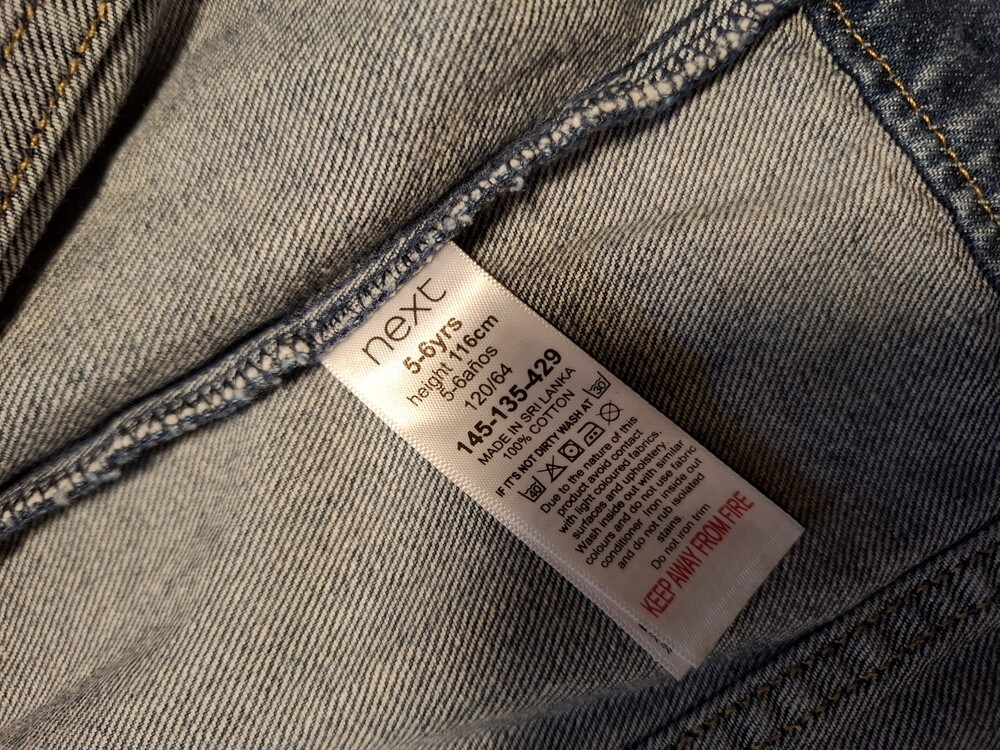 next
5-6yrs
height 116cm
5-6años
120/64
145-135-429
MADE IN SRI LANKA
100% COTTON
IF IT'S NOT DIRTY WASH AT 30
40
Due to the nature of this
product avoid contact
with light coloured fabrics,
surfaces and upholstery.
Wash inside out with similar
colours and do not use fabric
conditioner Iron inside out
and do not rub isolated
stains.
Do not iron trim
KEEP AWAY FROM FIRE